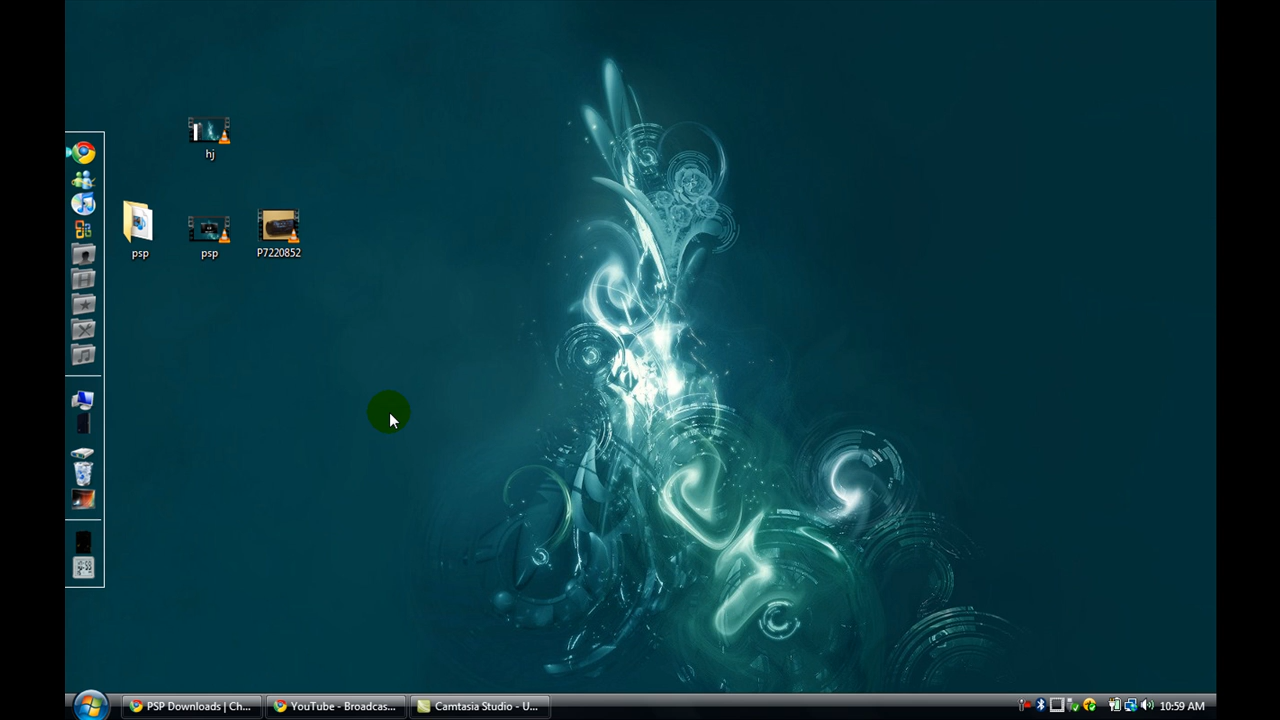 hj
psp
psp
P7220852
PSP Downloads | Ch...
YouTube - Broadcas...
Camtasia Studio - U...
10:59 AM